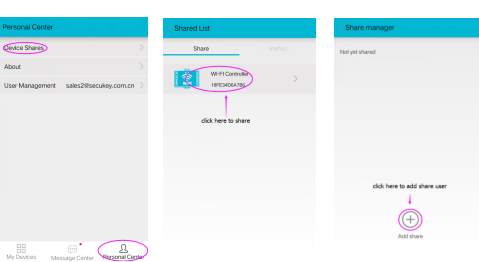 Personal Center
Device Shares
About
User Management sales2@secukey.com.cn
My Devices
Message Center
Personal Center
Shared List
Share
Invited
WI-FI Controller
18FE34D6A7B0
click here to share
Share manager
Not yet shared
click here to add share user
Add share